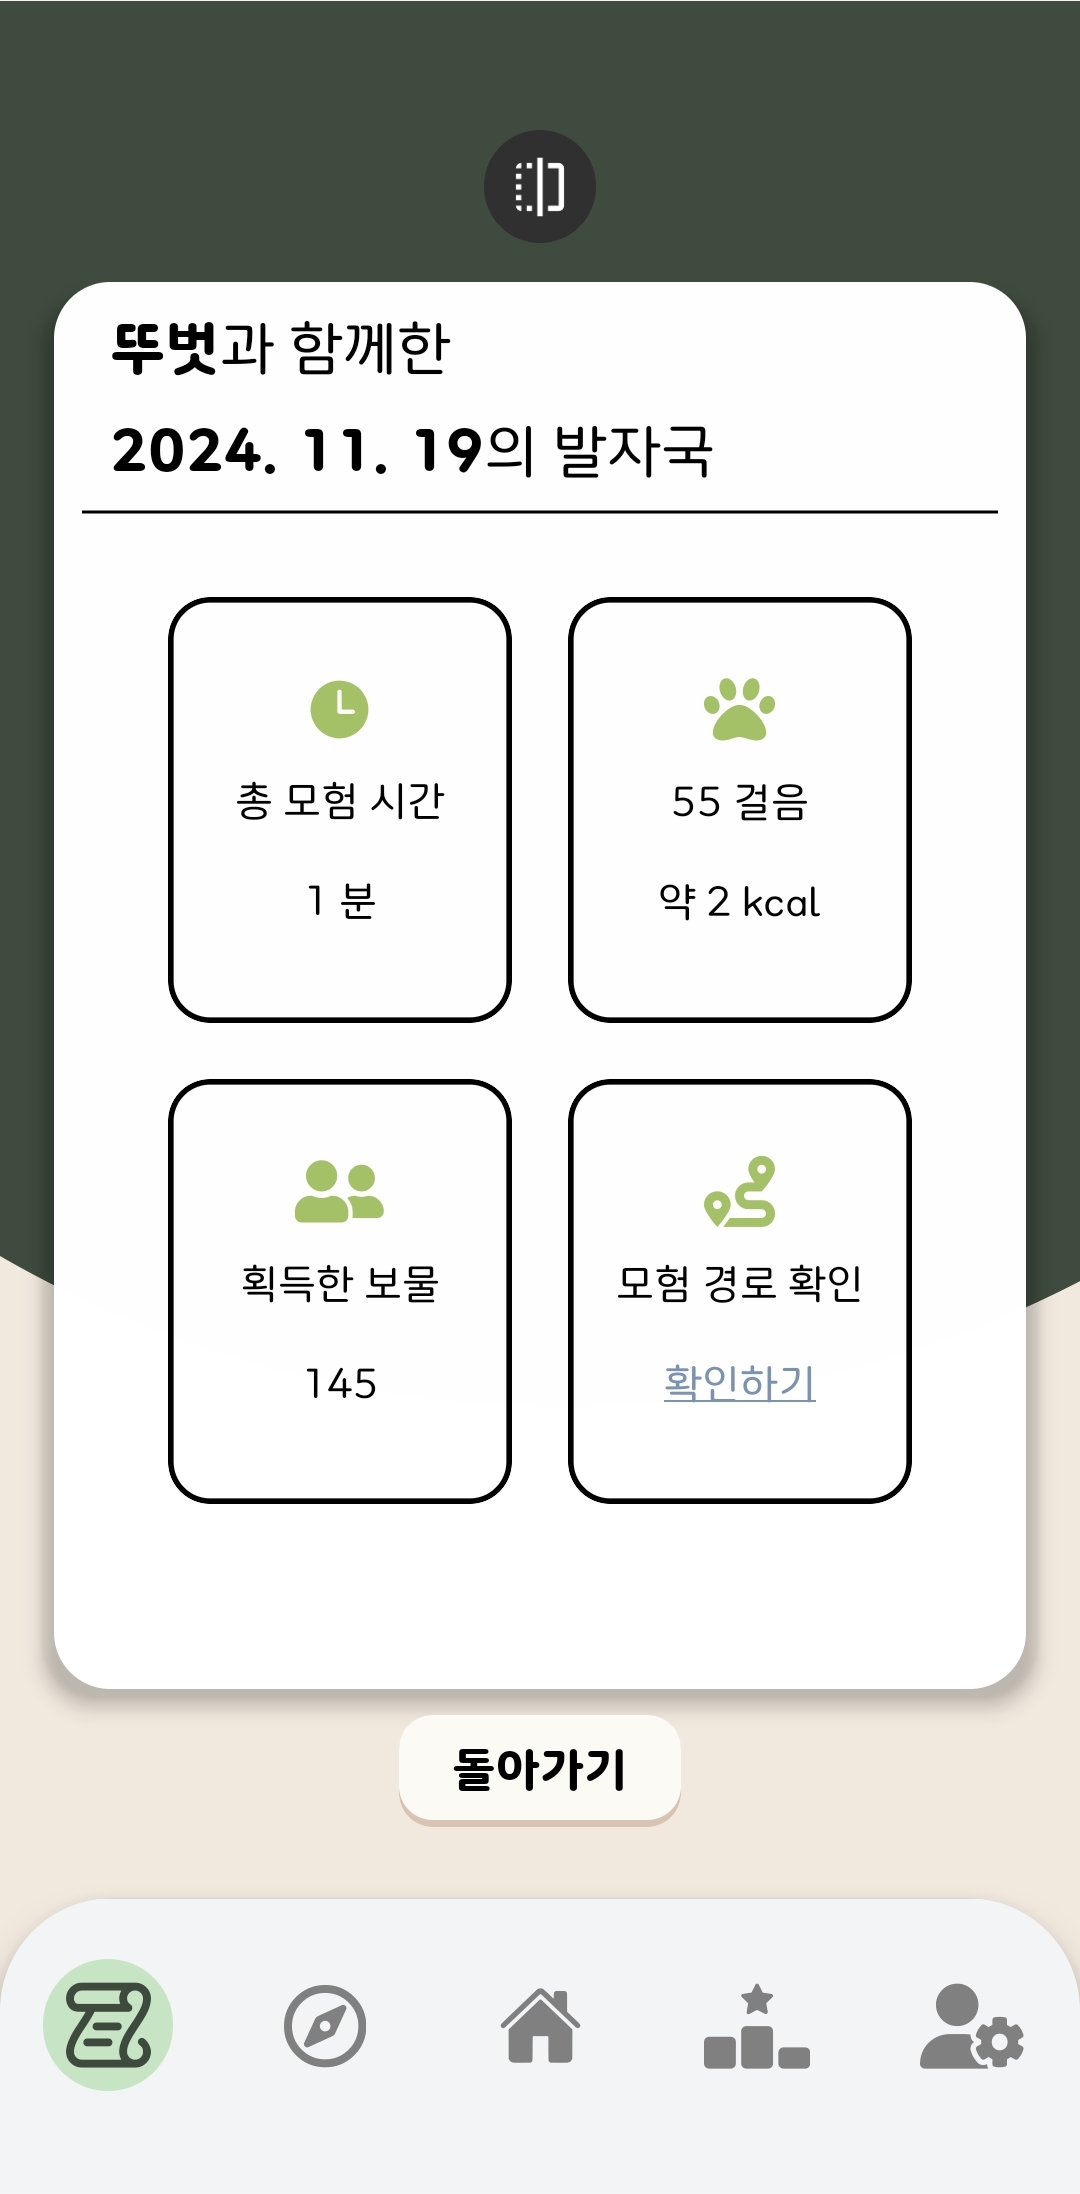 뚜벗과 함께한
2024. 11. 19의 발자국
총 모험 시간
1 분
55 걸음
약 2 kcal
획득한 보물
145
모험 경로 확인
확인하기
돌아가기